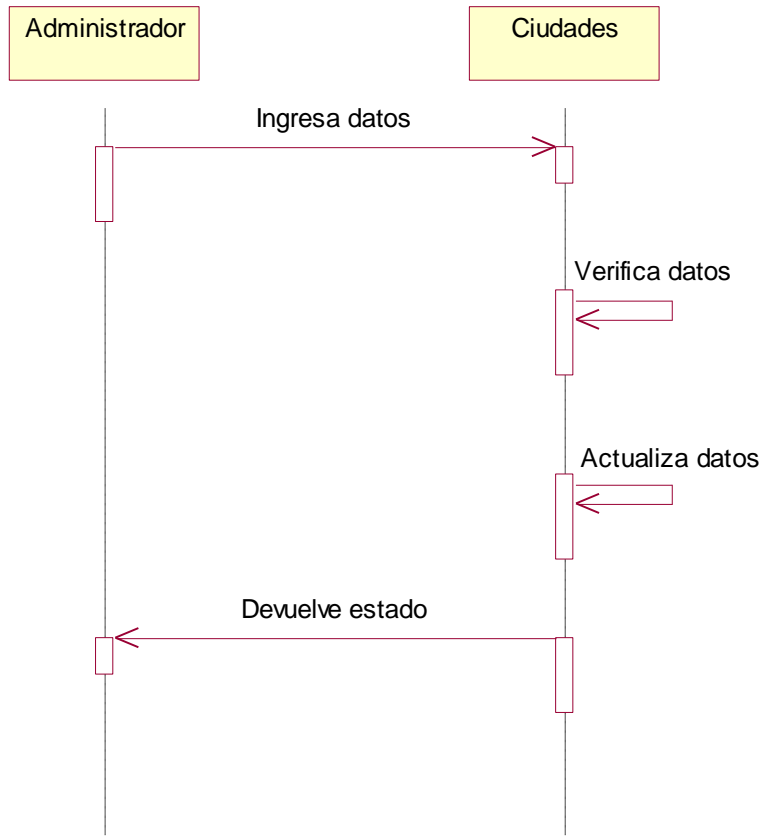 Administrador
Ciudades
Ingresa datos
Verifica datos
Actualiza datos
Devuelve estado